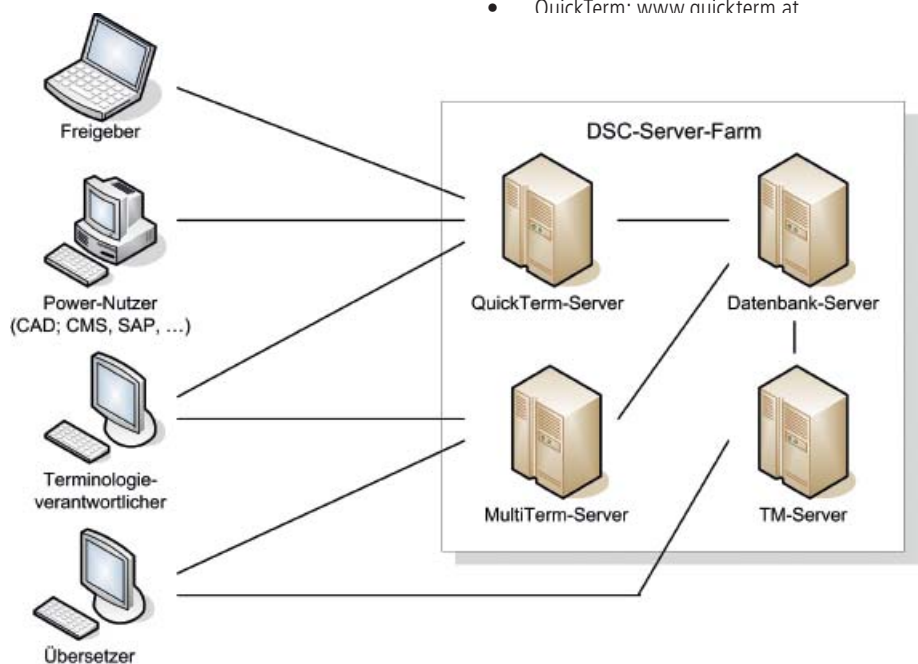 • QuickTerm: www.quickterm.at
Freigeber
DSC-Server-Farm
Power-Nutzer
(CAD; CMS, SAP, ...)
QuickTerm-Server
Datenbank-Server
Terminologie-
verantwortlicher
MultiTerm-Server
TM-Server
Übersetzer